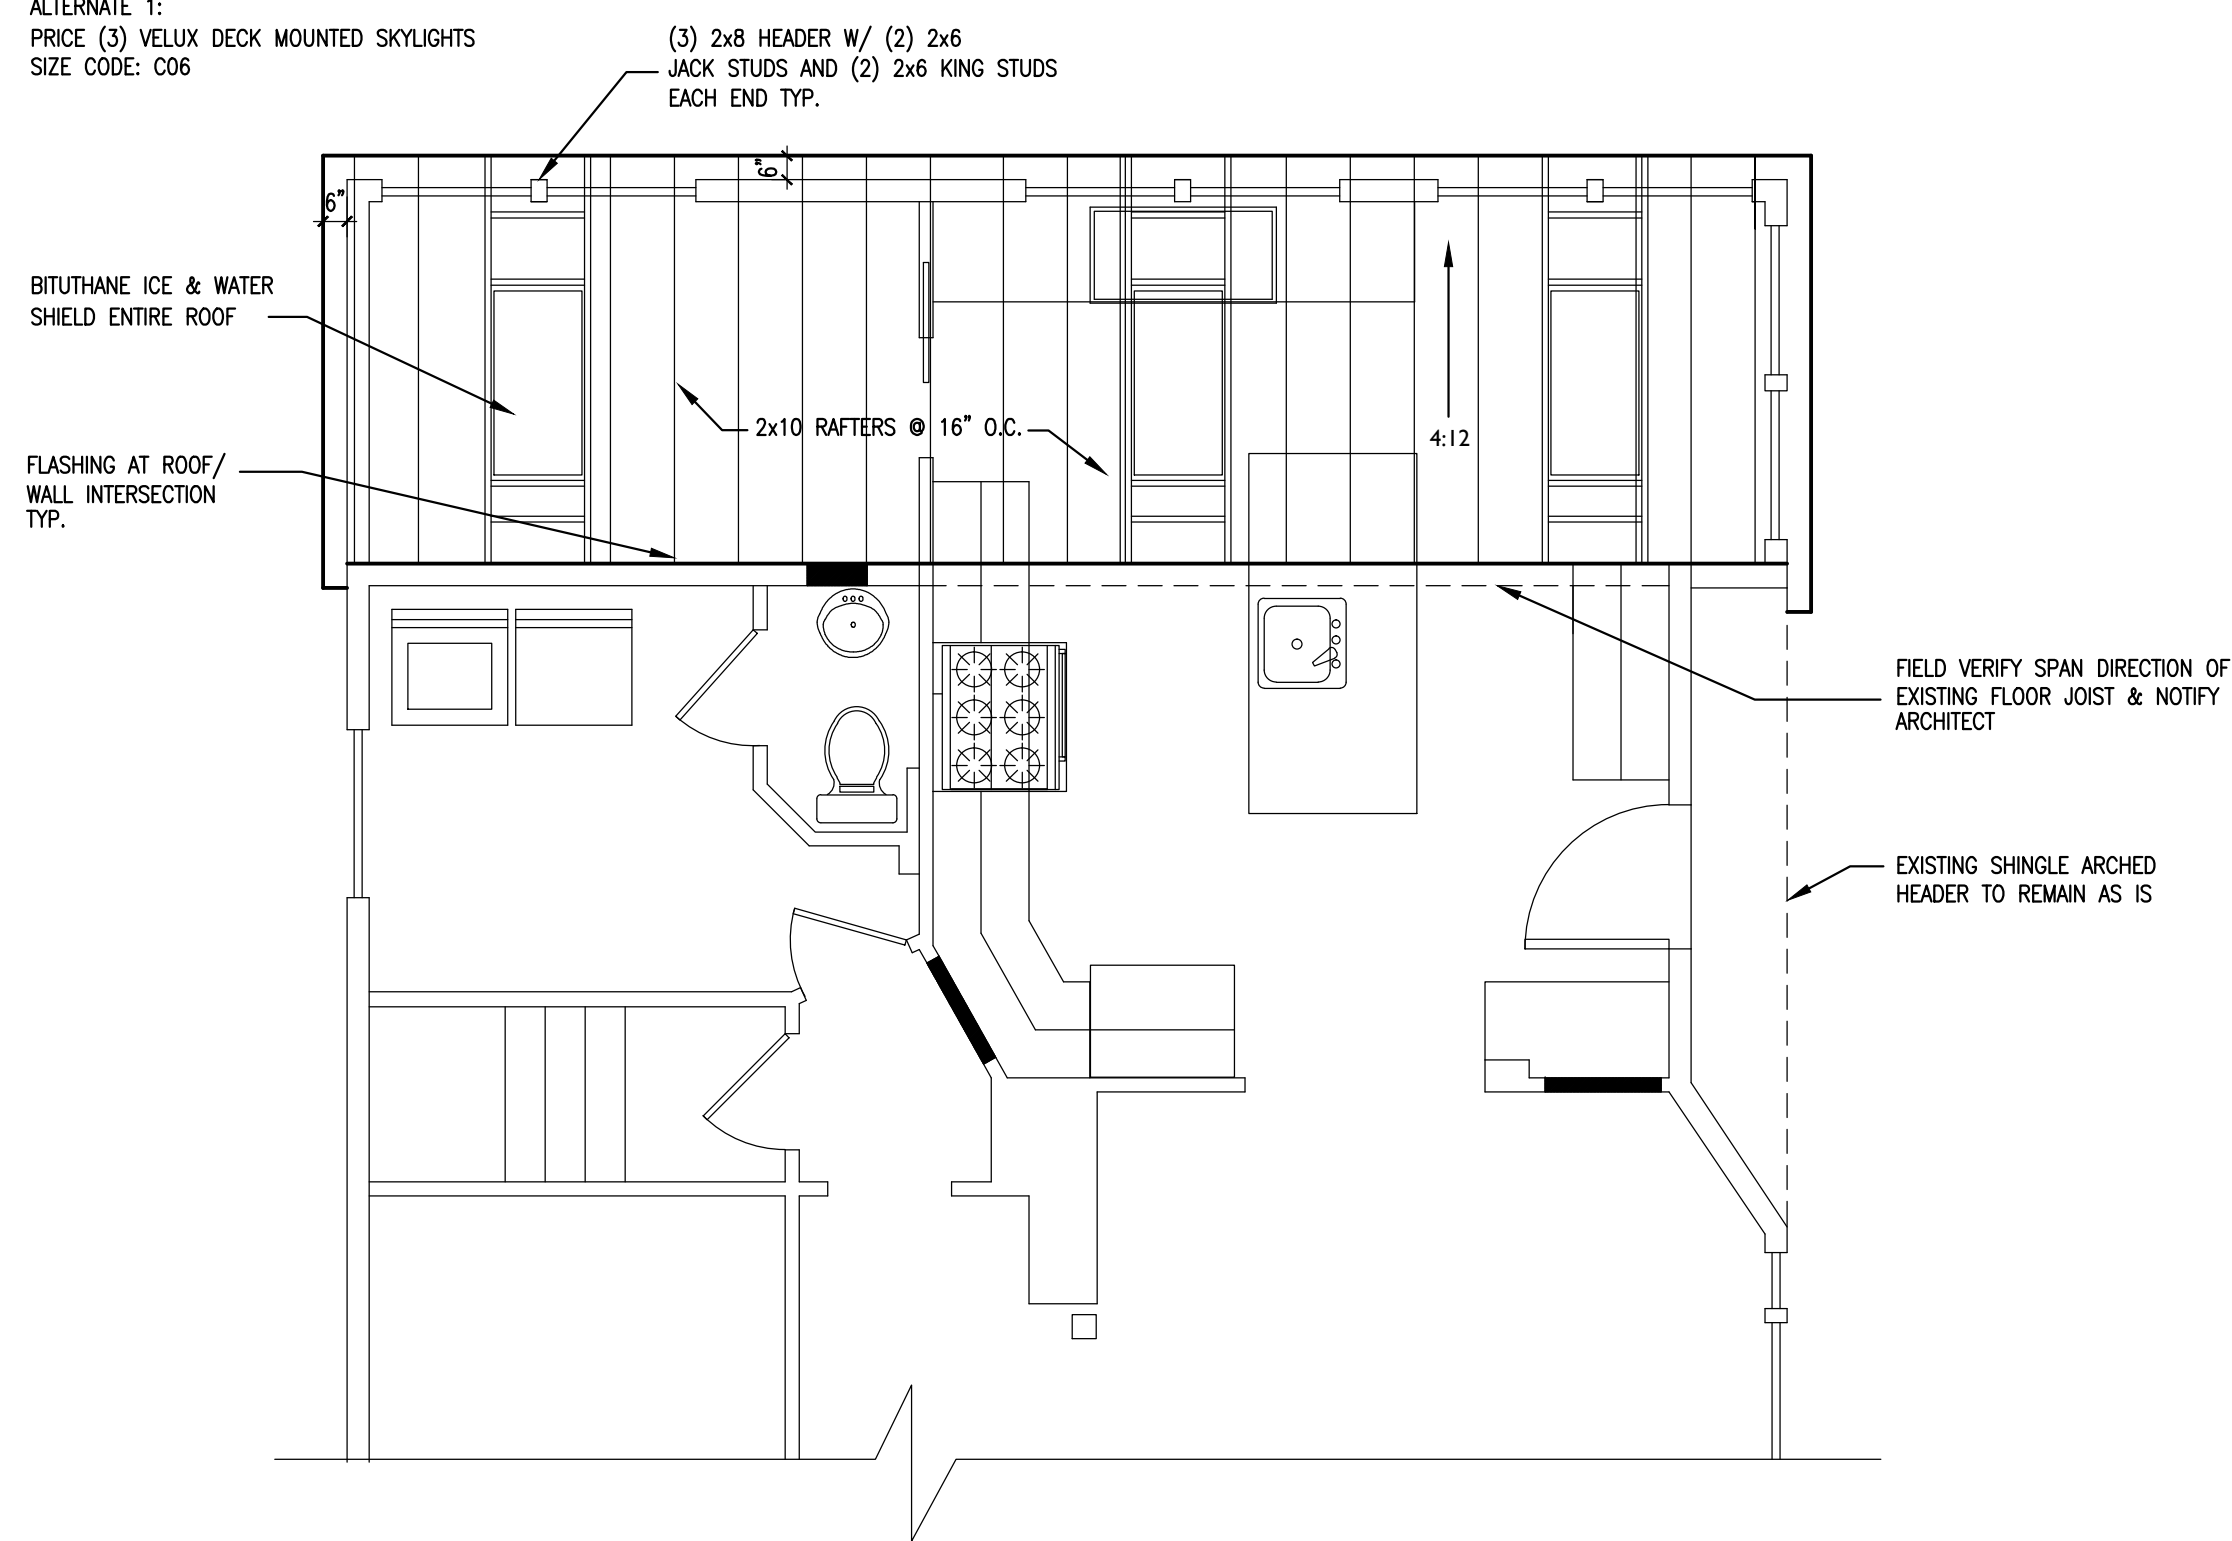 ALTERNATE 1:
PRICE (3) VELUX DECK MOUNTED SKYLIGHTS
SIZE CODE: C06
(3) 2x8 HEADER W/ (2) 2x6
JACK STUDS AND (2) 2x6 KING STUDS
EACH END TYP.
6"
6"
BITUTHANE ICE & WATER
SHIELD ENTIRE ROOF
2x10 RAFTERS @ 16" O.C.
4:12
FLASHING AT ROOF/
WALL INTERSECTION
TYP.
FIELD VERIFY SPAN DIRECTION OF
EXISTING FLOOR JOIST & NOTIFY
ARCHITECT
EXISTING SHINGLE ARCHED
HEADER TO REMAIN AS IS